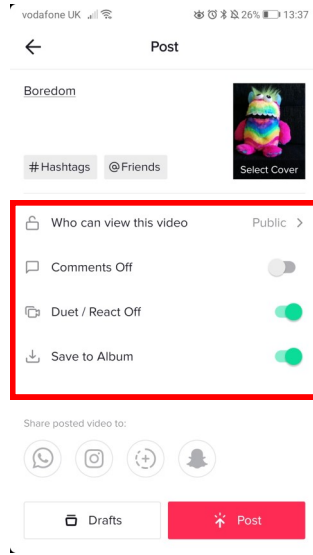 vodafone UK 26% 13:37
Post
Boredom
#Hashtags @Friends
Select Cover
Who can view this video Public
Comments Off
Duet / React Off
Save to Album
Share posted video to:
Drafts
Post